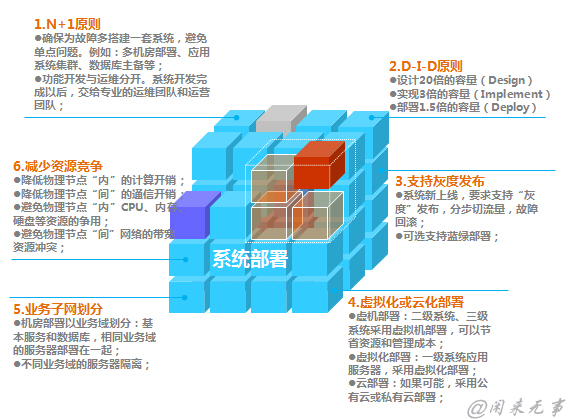 1.N+1原则
●确保为故障多搭建一套系统，避免
单点问题。例如：多机房部署、应用
系统集群、数据库主备等；
●功能开发与运维分开。系统开发完
成以后，交给专业的运维团队和运营
团队；
2.D-I-D原则
●设计20倍的容量（Design）
●实现3倍的容量（Implement）
●部署1.5倍的容量（Deploy）
6.减少资源竞争
●降低物理节点“内”的计算开销；
●降低物理节点“间”的通信开销；
●避免物理节点“内”CPU、内存、
硬盘等资源的争用；
●避免物理节点“间”网络的带宽
资源冲突；
3.支持灰度发布
●系统新上线，要求支持“灰
度”发布，分步切流量，故障
回滚；
●可选支持蓝绿部署；
系统部署
5.业务子网划分
●机房部署以业务域划分：基
本服务和数据库，相同业务域
的服务器部署在一起；
●不同业务域的服务器隔离；
4.虚拟化或云化部署
●虚机部署：二级系统、三级
系统采用虚拟机部署，可以节
省资源和管理成本；
●虚拟化部署：一级系统应用
服务器，采用虚拟化部署；
●云部署：如果可能，采用公
有云或私有云部署；
@闲来无事